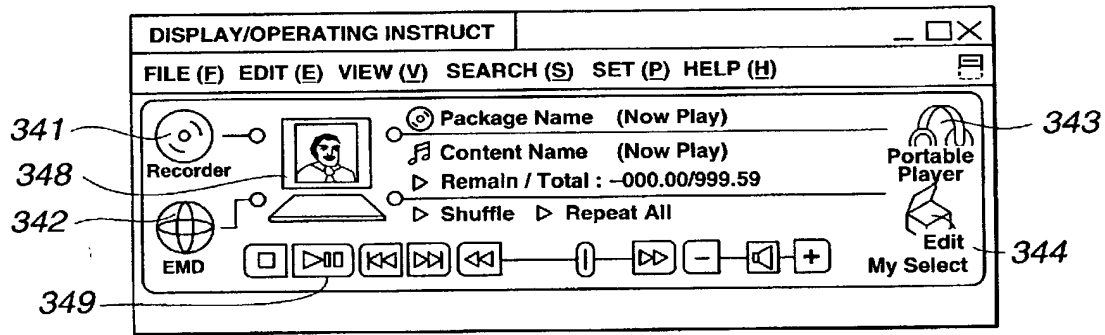 DISPLAY/OPERATING INSTRUCT
FILE (F) EDIT (E) VIEW (V) SEARCH (S) SET (P) HELP (H)
341
Recorder
348
342
EMD
349
Package Name (Now Play)
Content Name (Now Play)
Remain / Total : –000.00/999.59
Shuffle Repeat All
343
Portable
Player
Edit
My Select
344